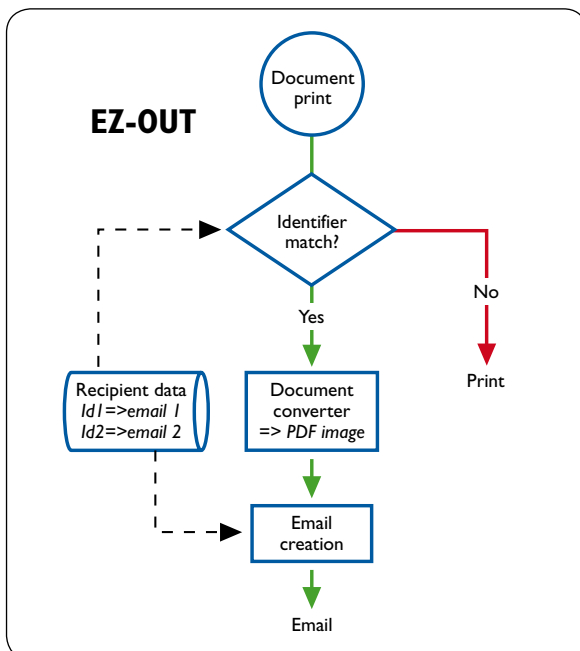 Document
print
EZ-OUT
Identifier
match?
No
Yes
Print
Recipient data
Id1=>email 1
Id2=>email 2
Document
converter
=> PDF image
Email
creation
Email